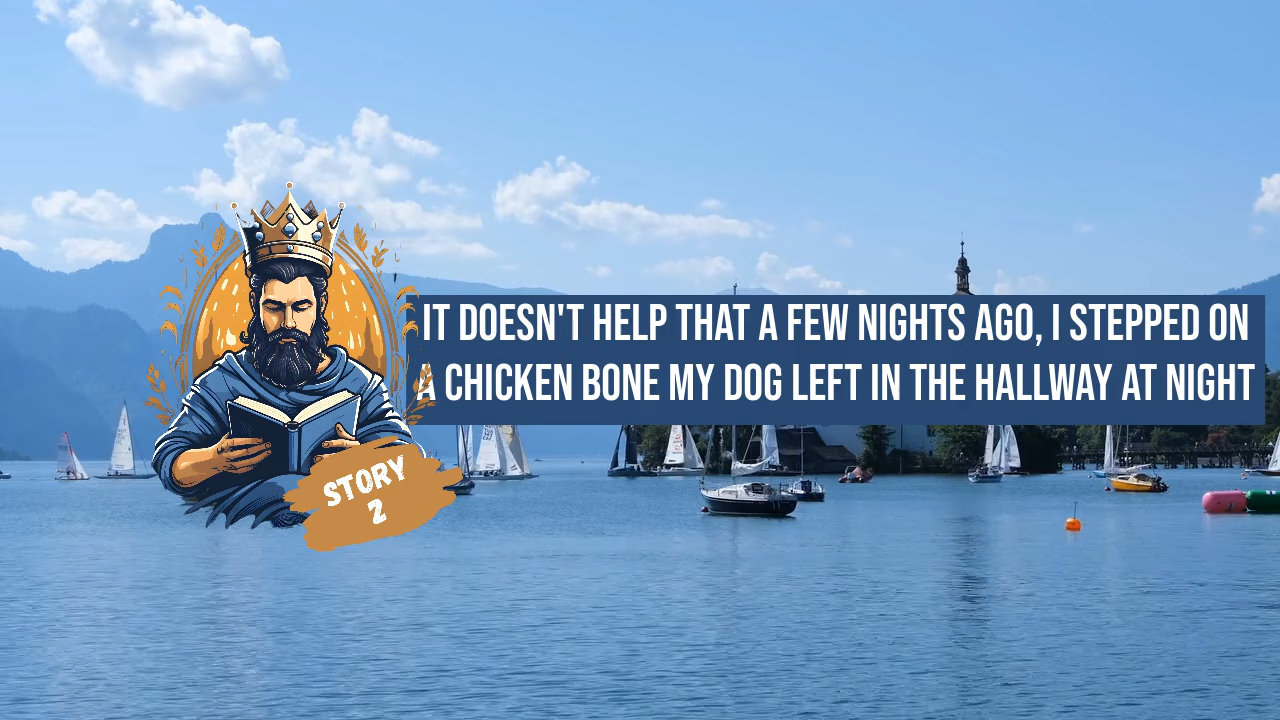 IT DOESN'T HELP THAT A FEW NIGHTS AGO, I STEPPED ON
A CHICKEN BONE MY DOG LEFT IN THE HALLWAY AT NIGHT
STORY
2